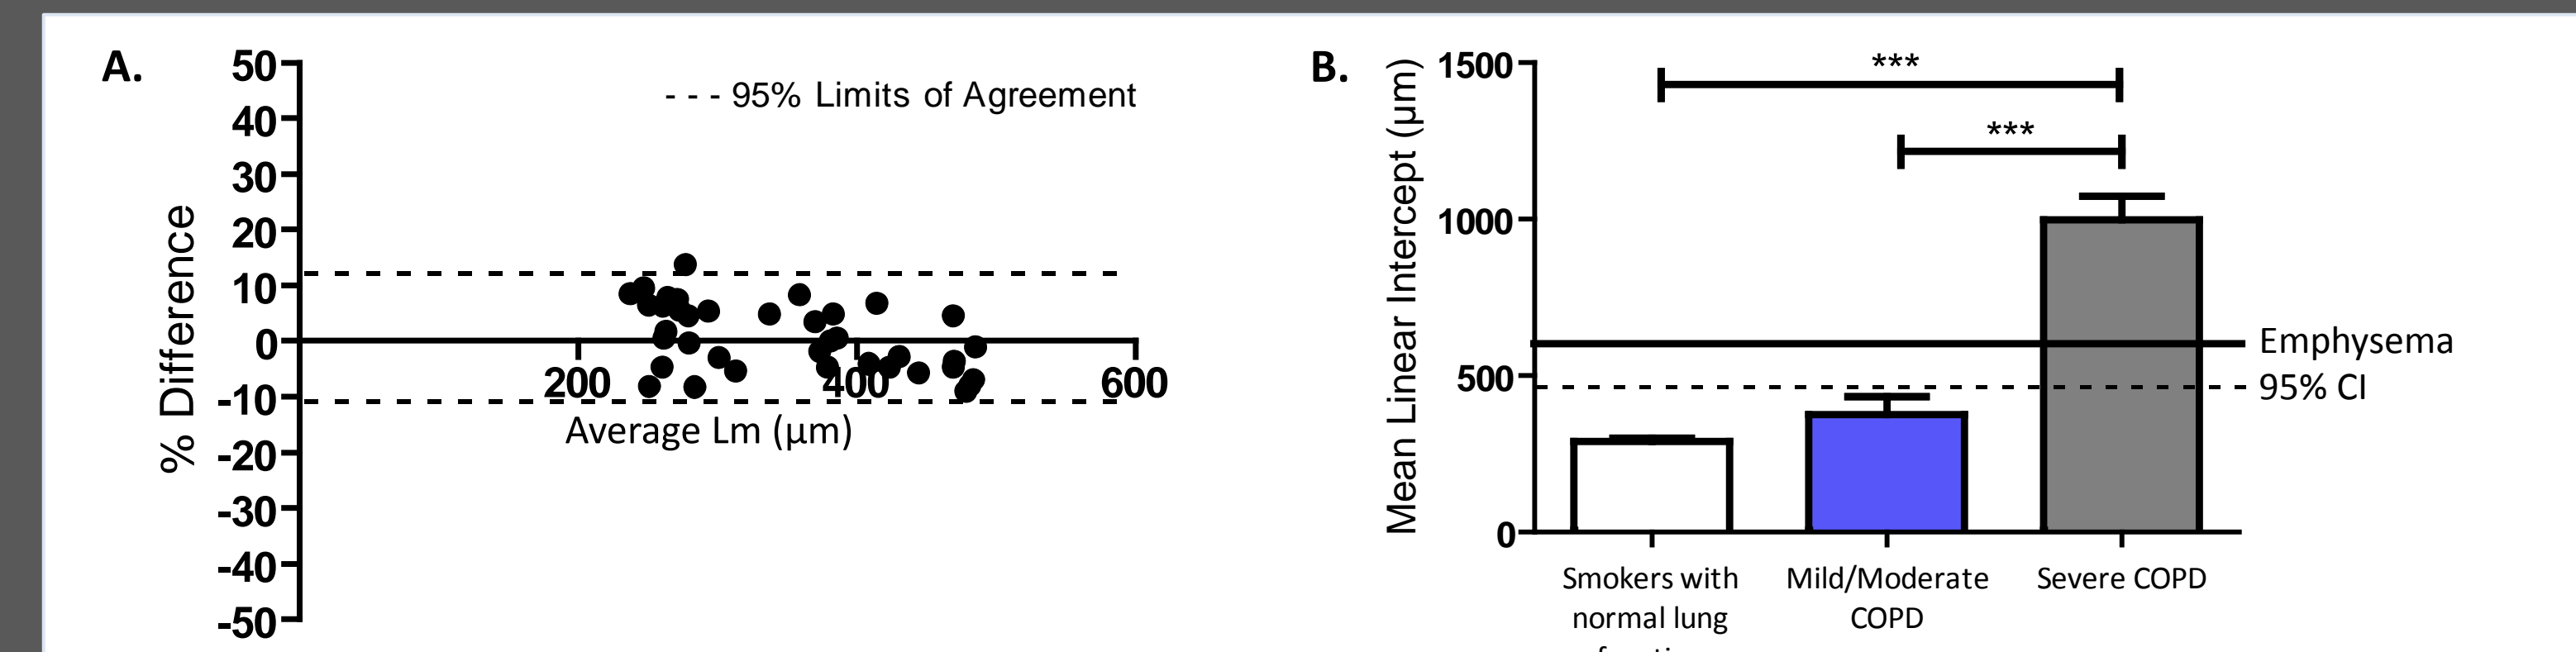 A.
50
40
30
20
10
0
-10
-20
-30
-40
-50
% Difference
- - - 95% Limits of Agreement
200
400
600
Average Lm (µm)
B.
Mean Linear Intercept (µm)
1500
1000
500
0
***
***
Emphysema
95% CI
Smokers with
normal lung
Mild/Moderate
COPD
Severe COPD